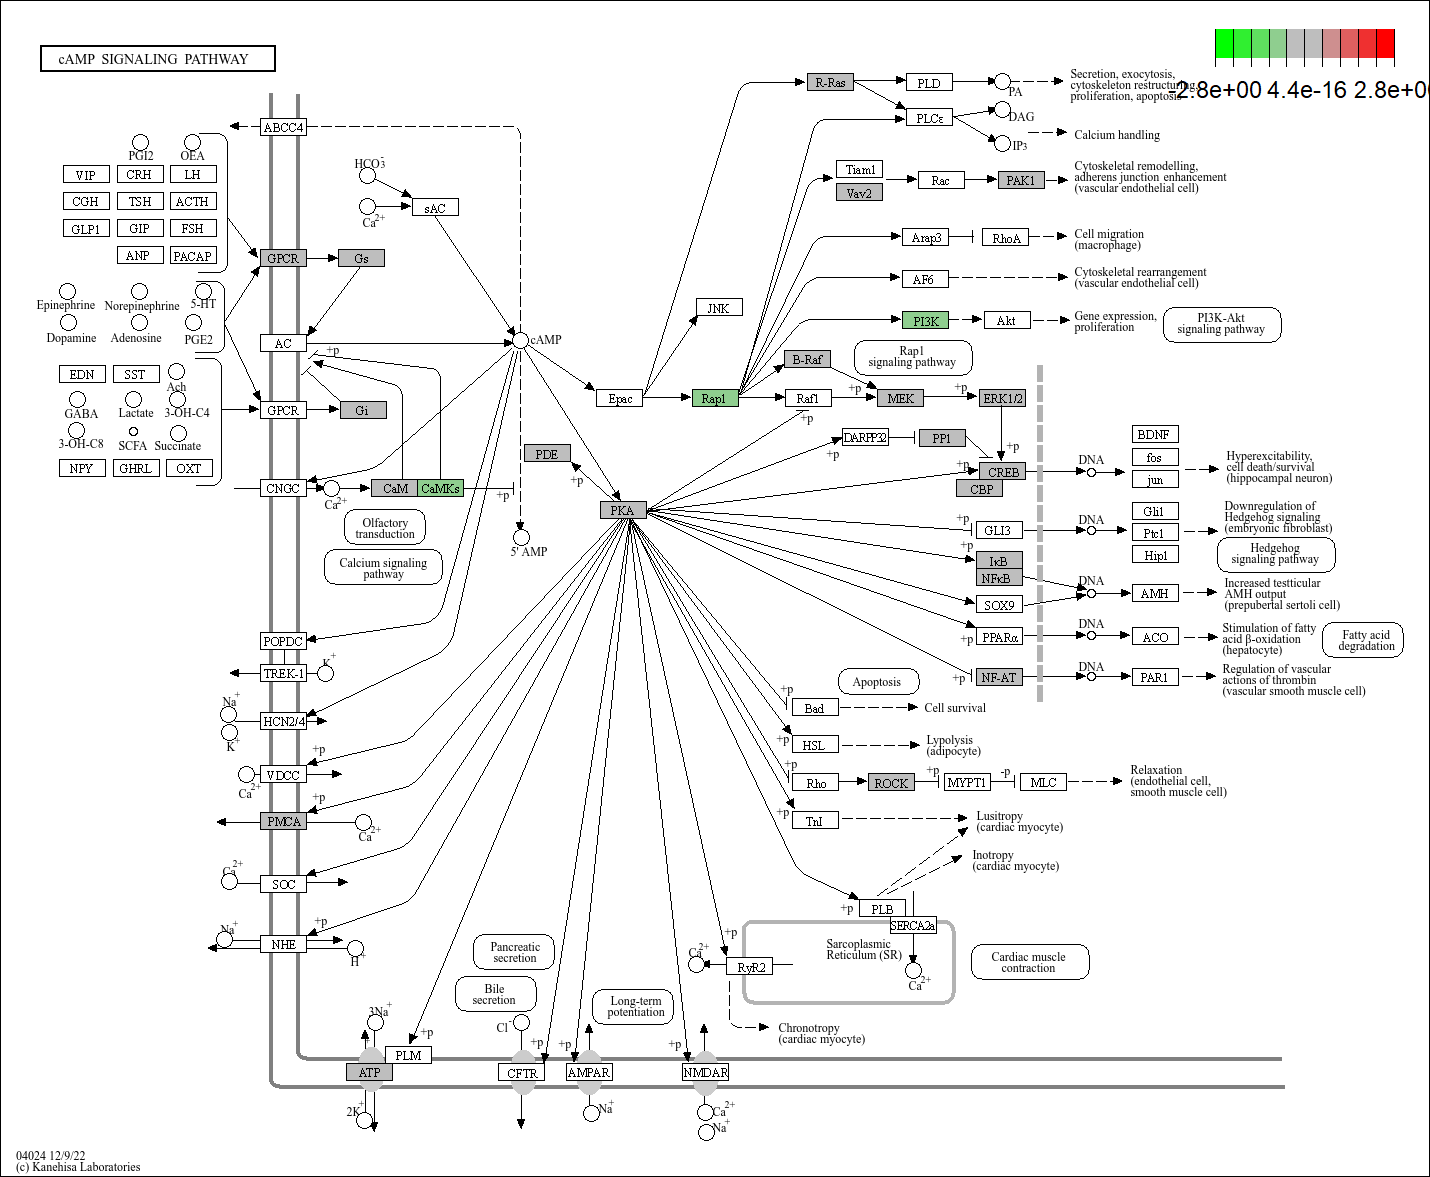 cAMP SIGNALING PATHWAY
-2.8e+00 4.4e-16 2.8e+0
ABCC4
PGI2
OEA
VIP
CRH
LH
CGH
TSH
ACTH
GLP1
GIP
FSH
ANP
PACAP
Epinephrine
Norepinephrine
5-HT
Dopamine
Adenosine
PGE2
EDN
SST
Ach
GABA
Lactate
3-OH-C4
3-OH-C8
SCFA
Succinate
NPY
GHRL
OXT
HCO3-
Ca2+
sAC
GPCR
Gs
AC
+p
cAMP
GPCR
Gi
CNGC
Ca2+
CaM
CaMKs
+p
Olfactory
transduction
Calcium signaling
pathway
PDE
+p
5' AMP
PKA
POPDC
TREK-1
K+
Na+
HCN2/4
K+
+p
VDCC
Ca2+
+p
PMCA
Ca2+
Ca2+
SOC
+p
Na+
NHE
H+
Epac
JNK
Rap1
R-Ras
PLD
PA
Secretion, exocytosis,
cytoskeleton restructuring,
proliferation, apoptosis
PLCε
DAG
IP3
Calcium handling
Tiam1
Vav2
Rac
PAK1
Cytoskeletal remodelling,
adherens junction enhancement
(vascular endothelial cell)
Arap3
RhoA
Cell migration
(macrophage)
AF6
Cytoskeletal rearrangement
(vascular endothelial cell)
PI3K
Akt
Gene expression,
proliferation
PI3K-Akt
signaling pathway
B-Raf
Rap1
signaling pathway
Raf1
+p
MEK
+p
ERK1/2
+p
+p
DARPP32
+p
PP1
+p
CREB
CBP
DNA
BDNF
fos
jun
Hyperexcitability,
cell death/survival
(hippocampal neuron)
+p
GLI3
DNA
Gli1
Ptc1
Hip1
Downregulation of
Hedgehog signaling
(embryonic fibroblast)
Hedgehog
signaling pathway
+p
IκB
NFκB
DNA
SOX9
AMH
Increased testticular
AMH output
(prepubertal sertoli cell)
+p
PPARα
DNA
ACO
Stimulation of fatty
acid β-oxidation
(hepatocyte)
Fatty acid
degradation
+p
NF-AT
DNA
PAR1
Regulation of vascular
actions of thrombin
(vascular smooth muscle cell)
Apoptosis
+p
Bad
Cell survival
+p
HSL
Lypolysis
(adipocyte)
+p
Rho
ROCK
+p
MYPT1
-p
MLC
Relaxation
(endothelial cell,
smooth muscle cell)
+p
TnI
Lusitropy
(cardiac myocyte)
Inotropy
(cardiac myocyte)
+p
PLB
SERCA2a
Sarcoplasmic
Reticulum (SR)
Ca2+
Cardiac muscle
contraction
+p
Ca2+
RyR2
Chronotropy
(cardiac myocyte)
Pancreatic
secretion
Bile
secretion
Long-term
potentiation
3Na+
+p
PLM
ATP
2K+
Cl-
+p
CFTR
+p
AMPAR
Na+
+p
NMDAR
Ca2+
Na+
04024 12/9/22
(c) Kanehisa Laboratories